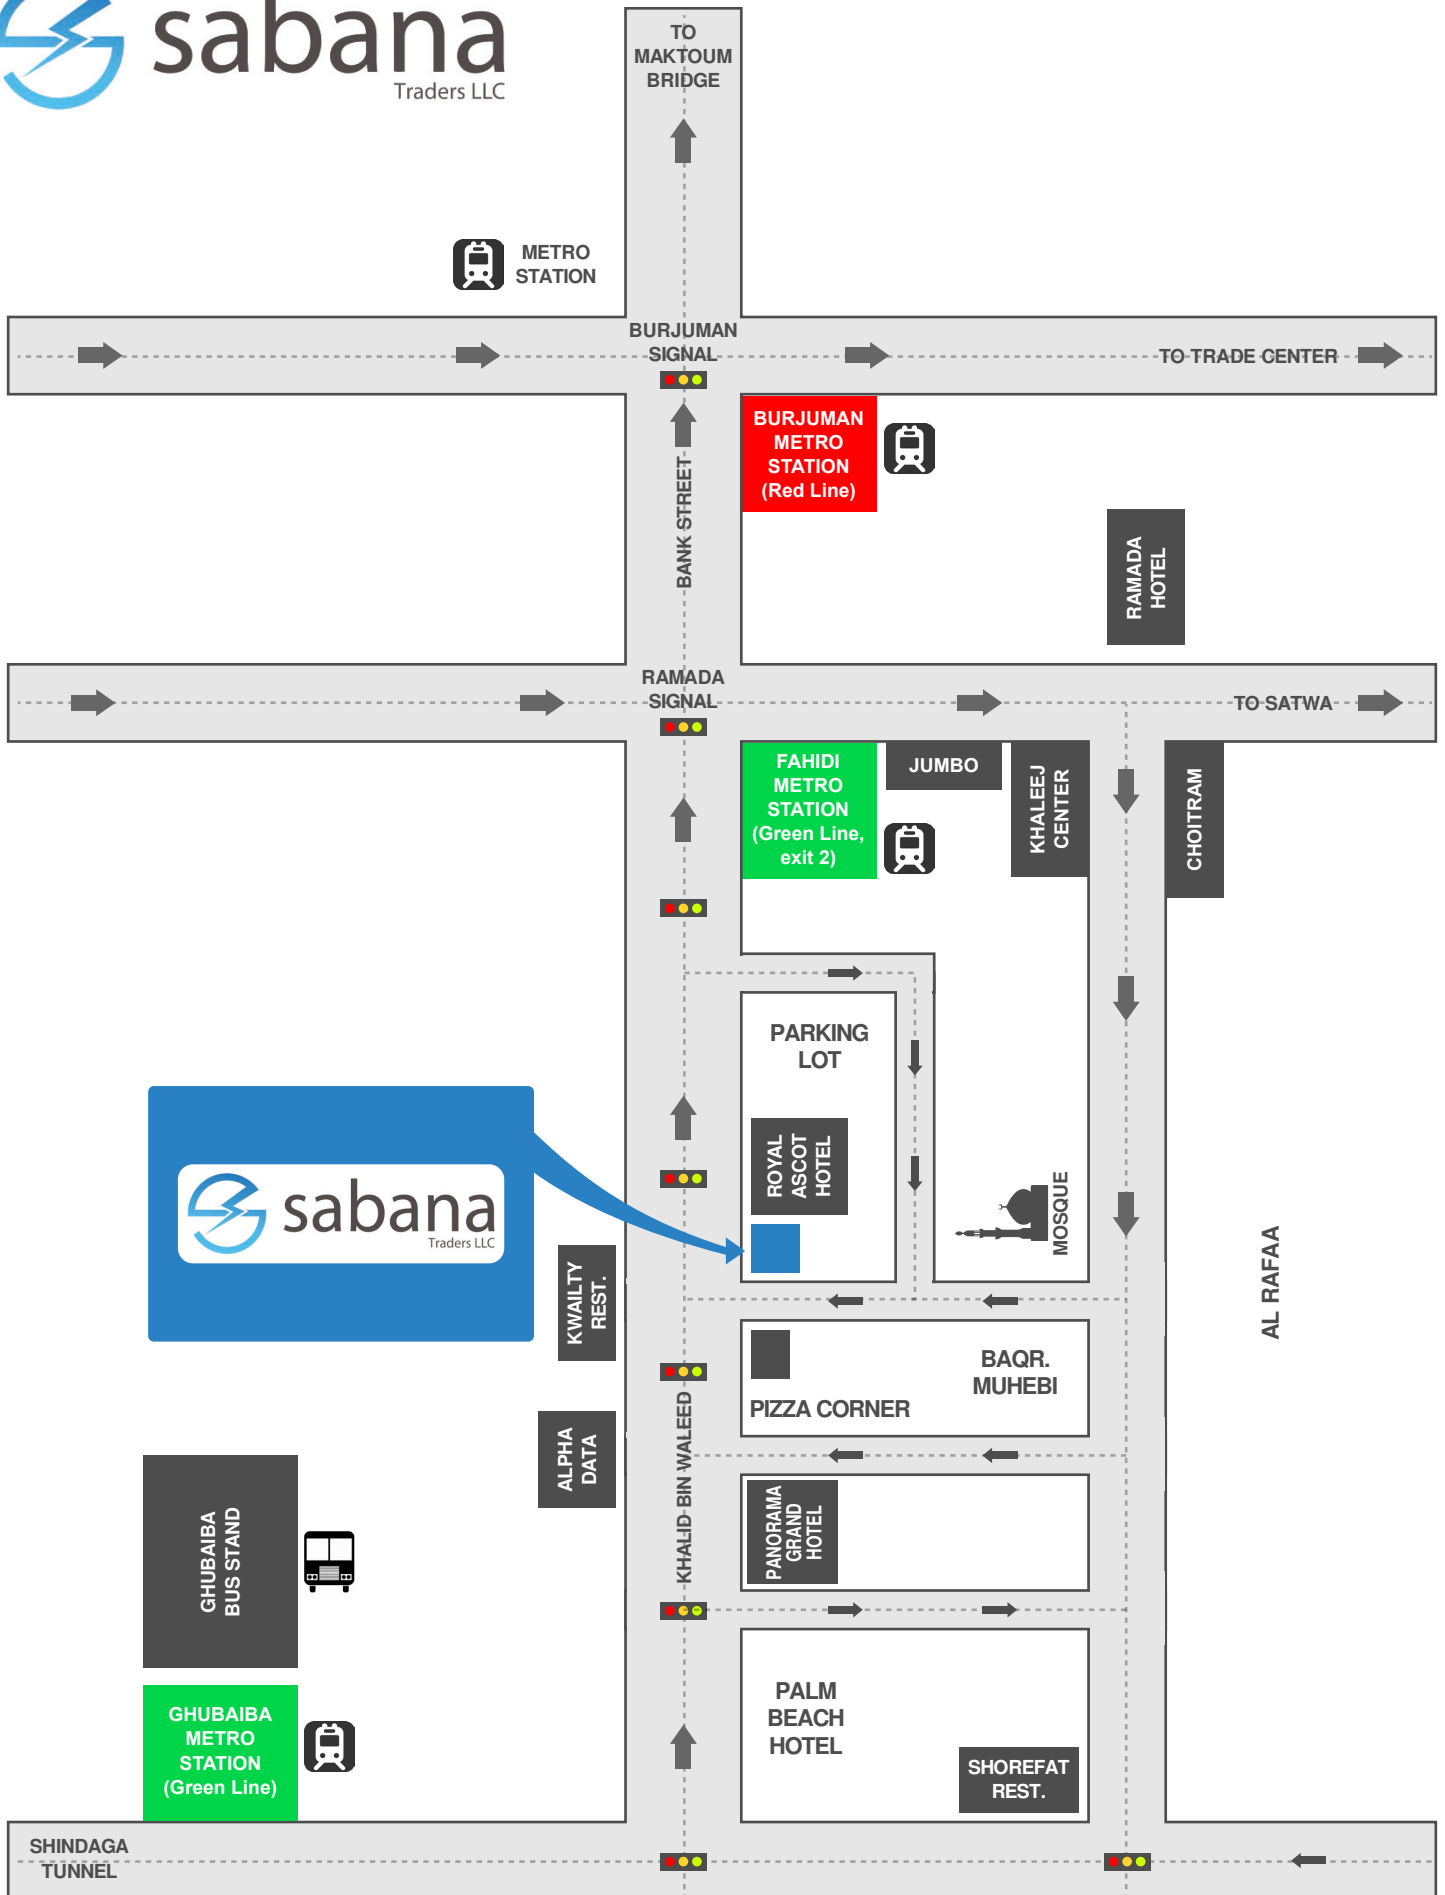 sabana
Traders LLC
TO
MAKTOUM
BRIDGE
METRO
STATION
BURJUMAN
SIGNAL
TO TRADE CENTER
BURJUMAN
METRO
STATION
(Red Line)
BANK STREET
RAMADA
HOTEL
RAMADA
SIGNAL
TO SATWA
FAHIDI
METRO
STATION
(Green Line,
exit 2)
JUMBO
KHALEEJ
CENTER
CHOITRAM
PARKING
LOT
ROYAL
ASCOT
HOTEL
MOSQUE
sabana
Traders LLC
KWAILTY
REST.
AL RAFAA
BAQR.
MUHEBI
PIZZA CORNER
ALPHA
DATA
KHALID BIN WALEED
PANORAMA
GRAND
HOTEL
GHUBAIBA
BUS STAND
GHUBAIBA
METRO
STATION
(Green Line)
PALM
BEACH
HOTEL
SHOREFAT
REST.
SHINDAGA
TUNNEL